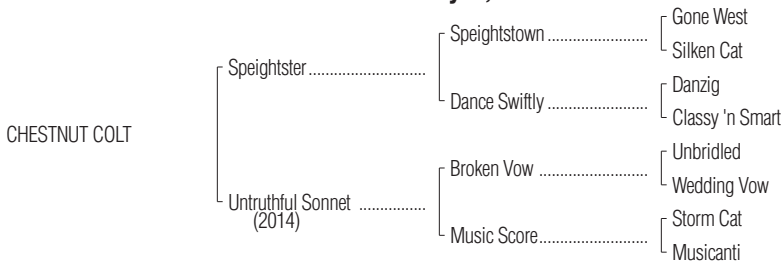 Gone West
Speightstown ........................
Silken Cat
Speightster............................
Danzig
Dance Swiftly ........................
Classy 'n Smart
CHESTNUT COLT
Unbridled
Broken Vow ..........................
Wedding Vow
Untruthful Sonnet ................
(2014)
Storm Cat
Music Score..........................
Musicanti